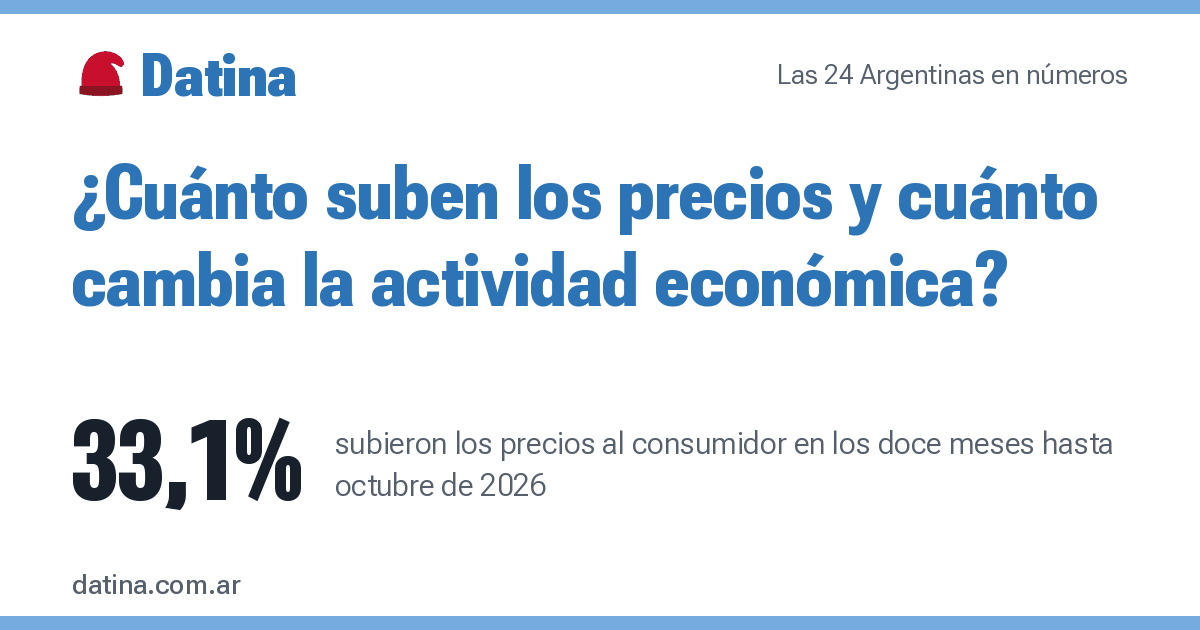 Datina
Las 24 Argentinas en números
¿Cuánto suben los precios y cuánto
cambia la actividad económica?
33,1%
subieron los precios al consumidor en los doce meses hasta
octubre de 2026
datina.com.ar